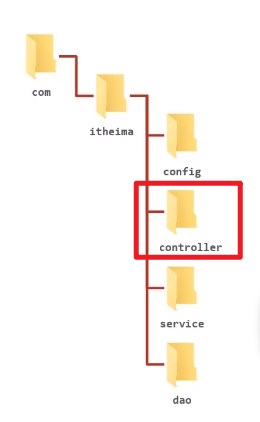 com
itheima
config
controller
service
dao